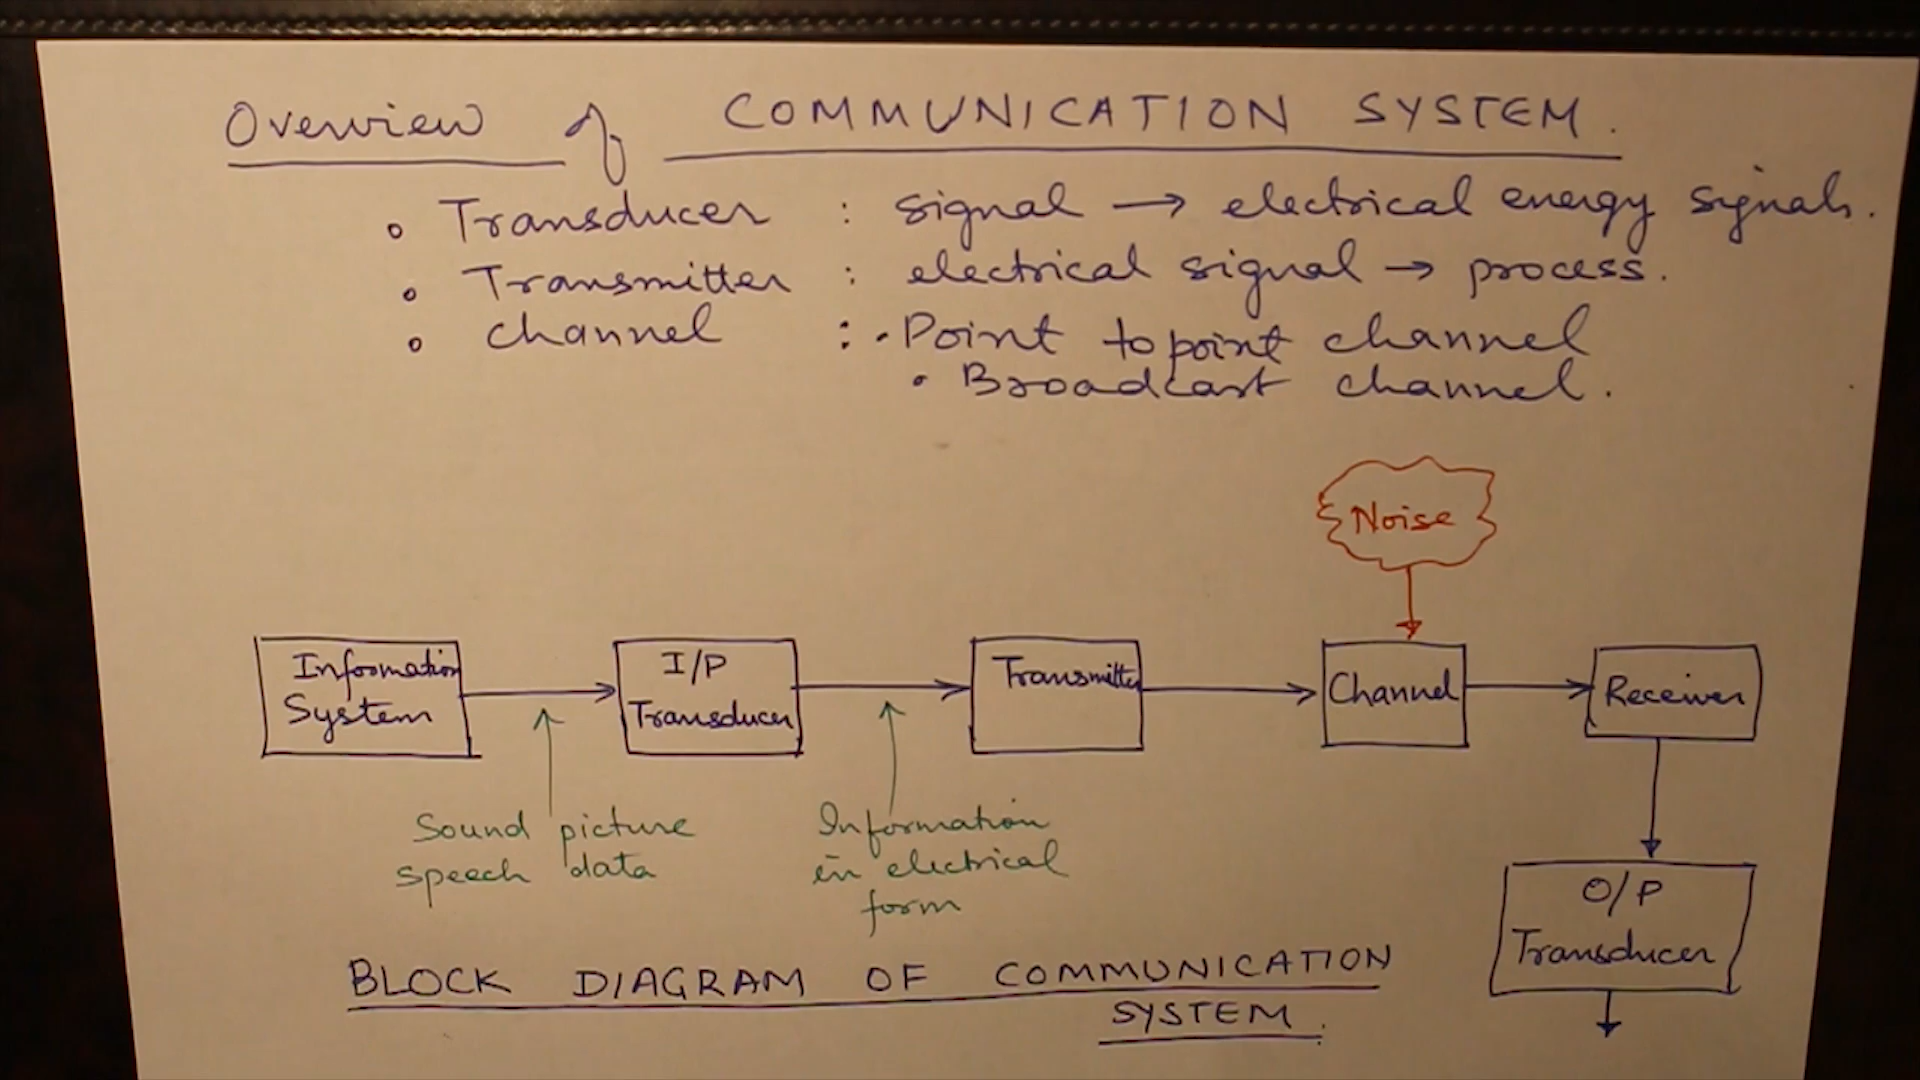 Overview of COMMUNICATION SYSTEM.
Transducer : signal → electrical energy signals.
Transmitter : electrical signal → process.
channel : • Point to point channel
• Broadcast channel.
Noise
Information
System
I/P
Transducer
Transmitter
Channel
Receiver
Sound picture
speech data
Information
in electrical
form
O/P
Transducer
BLOCK DIAGRAM OF COMMUNICATION
SYSTEM.